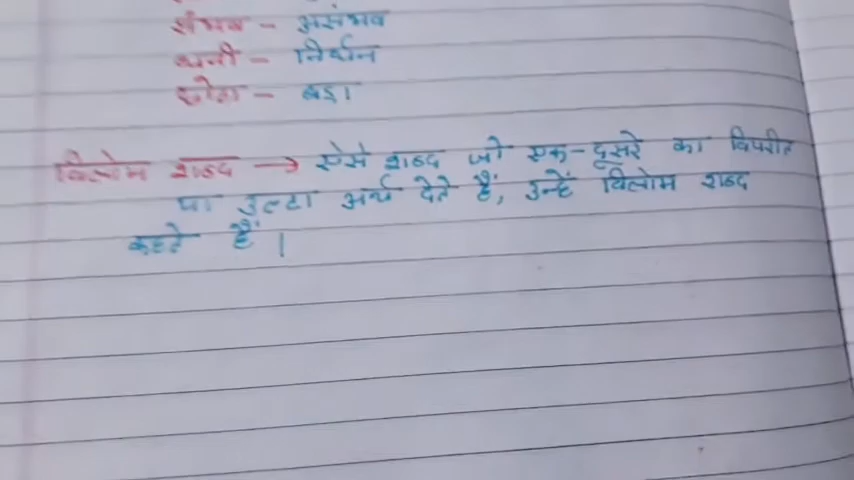 संभव - असंभव
धनी - निर्धन
छोटा - बड़ा
विलोम शब्द → ऐसे शब्द जो एक-दूसरे का विपरीत
या उल्टा अर्थ देते हैं, उन्हें विलोम शब्द
कहते हैं।